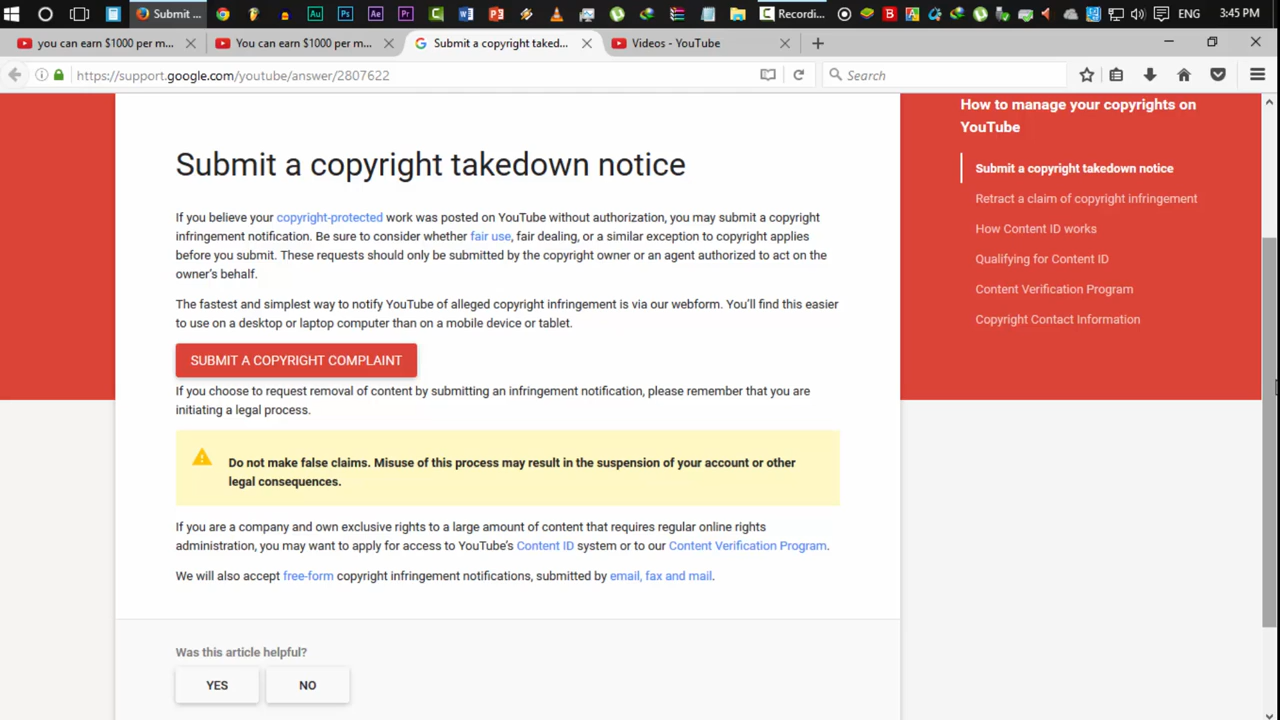 Submit ...
Recordi...
ENG
3:45 PM
you can earn $1000 per m...
You can earn $1000 per m...
Submit a copyright taked...
Videos - YouTube
https://support.google.com/youtube/answer/2807622
Search
How to manage your copyrights on
YouTube
Submit a copyright takedown notice
Retract a claim of copyright infringement
How Content ID works
Qualifying for Content ID
Content Verification Program
Copyright Contact Information
Submit a copyright takedown notice
If you believe your copyright-protected work was posted on YouTube without authorization, you may submit a copyright
infringement notification. Be sure to consider whether fair use, fair dealing, or a similar exception to copyright applies
before you submit. These requests should only be submitted by the copyright owner or an agent authorized to act on the
owner's behalf.
The fastest and simplest way to notify YouTube of alleged copyright infringement is via our webform. You'll find this easier
to use on a desktop or laptop computer than on a mobile device or tablet.
SUBMIT A COPYRIGHT COMPLAINT
If you choose to request removal of content by submitting an infringement notification, please remember that you are
initiating a legal process.
Do not make false claims. Misuse of this process may result in the suspension of your account or other
legal consequences.
If you are a company and own exclusive rights to a large amount of content that requires regular online rights
administration, you may want to apply for access to YouTube's Content ID system or to our Content Verification Program.
We will also accept free-form copyright infringement notifications, submitted by email, fax and mail.
Was this article helpful?
YES
NO